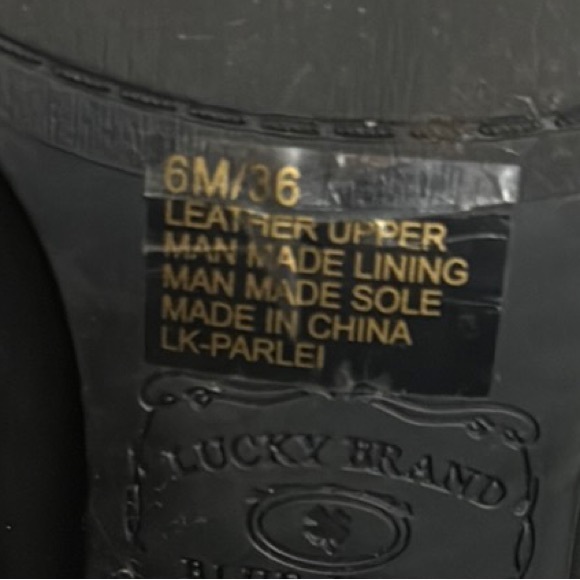 6M/36
LEATHER UPPER
MAN MADE LINING
MAN MADE SOLE
MADE IN CHINA
LK-PARLEI
LUCKY BRAND